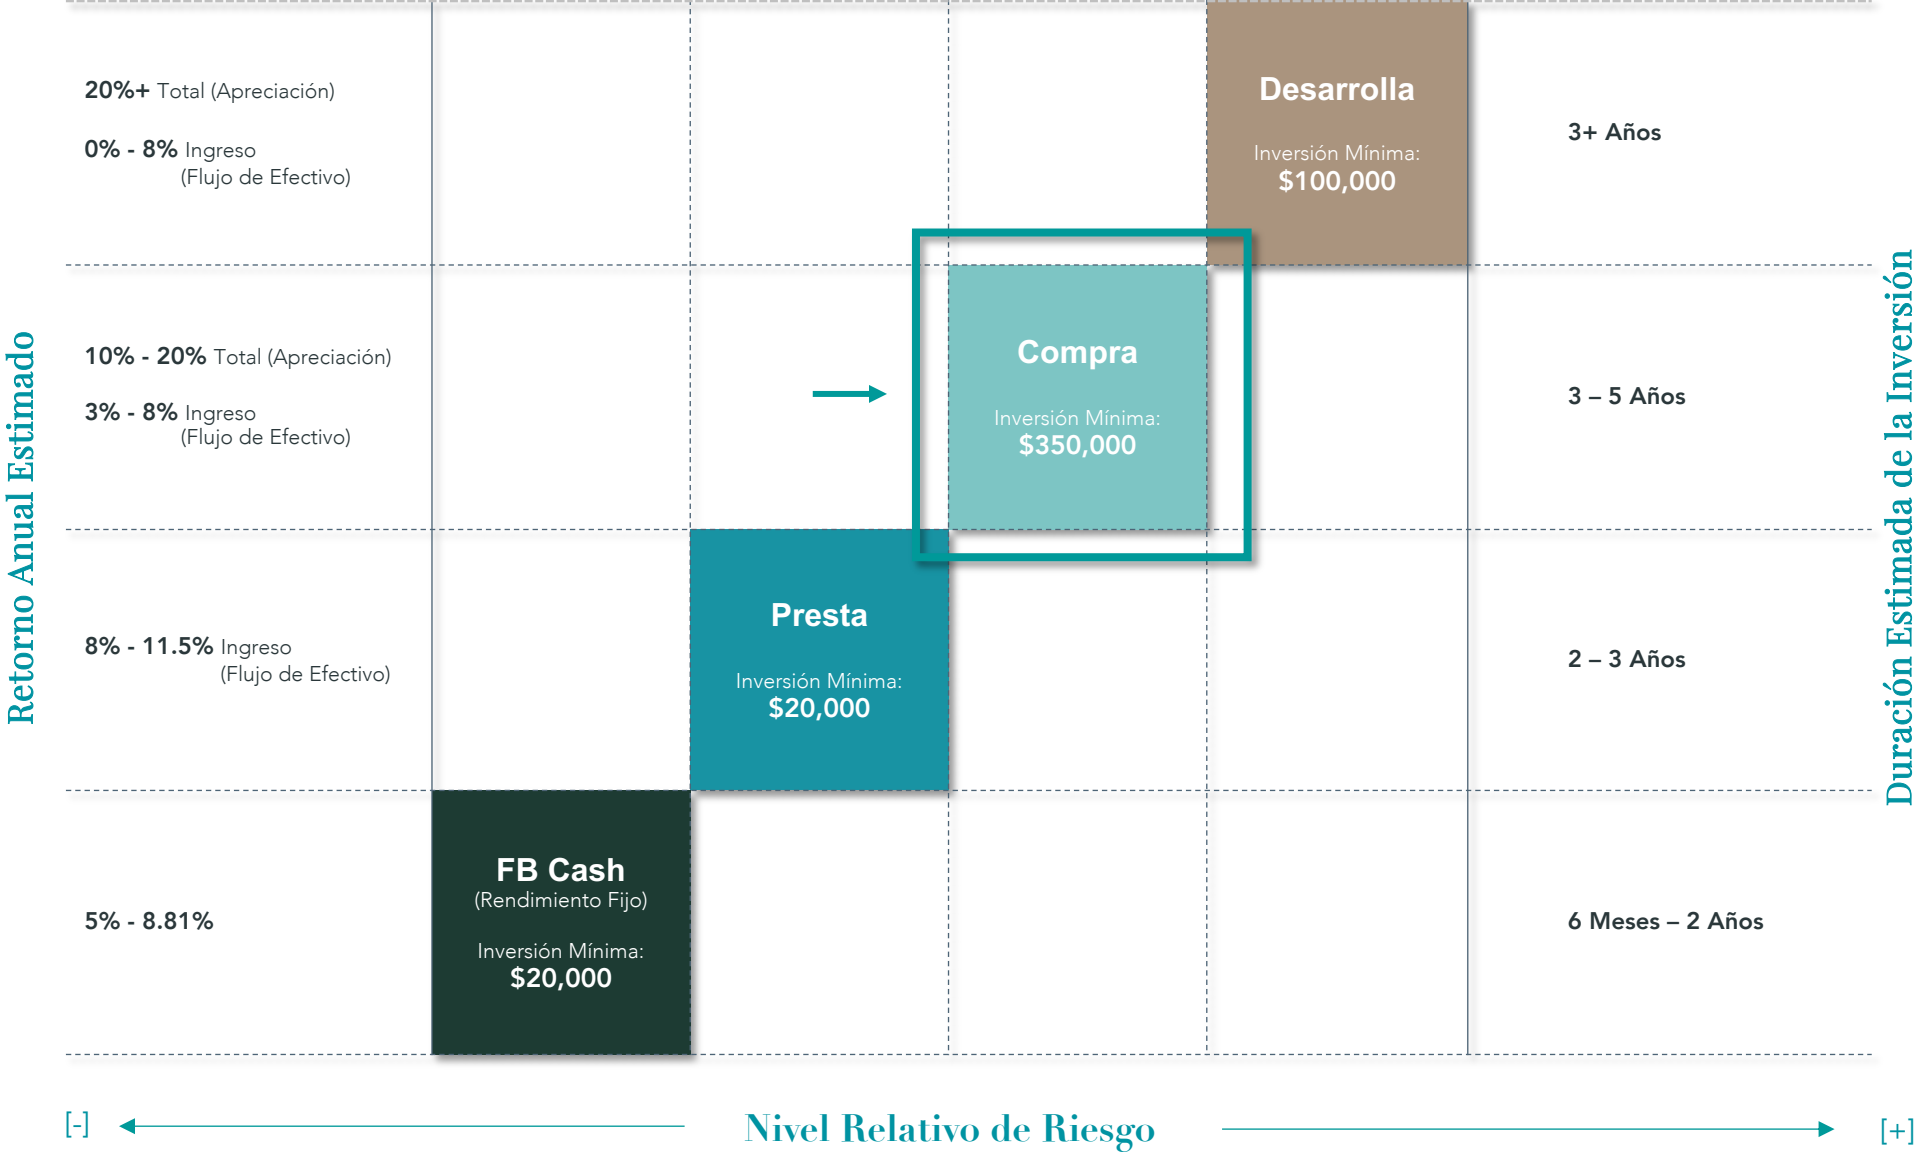 20%+ Total (Apreciación)
0% - 8% Ingreso
(Flujo de Efectivo)
Desarrolla
Inversión Mínima:
$100,000
3+ Años
10% - 20% Total (Apreciación)
3% - 8% Ingreso
(Flujo de Efectivo)
Compra
Inversión Mínima:
$350,000
3 – 5 Años
8% - 11.5% Ingreso
(Flujo de Efectivo)
Presta
Inversión Mínima:
$20,000
2 – 3 Años
5% - 8.81%
FB Cash
(Rendimiento Fijo)
Inversión Mínima:
$20,000
6 Meses – 2 Años
Retorno Anual Estimado
Duración Estimada de la Inversión
[-]
Nivel Relativo de Riesgo
[+]